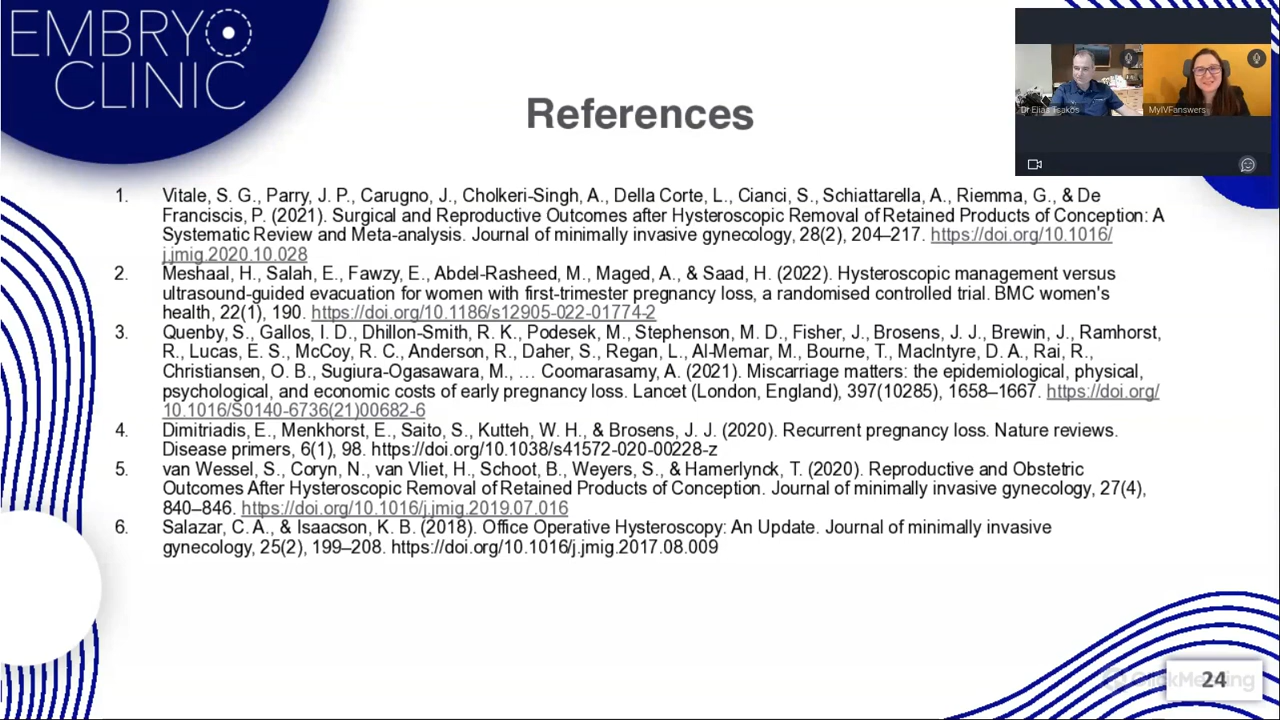 EMBRYO
CLINIC
References
Dr Elias Tsakos
MyIVFanswers
1. Vitale, S. G., Parry, J. P., Carugno, J., Cholkeri-Singh, A., Della Corte, L., Cianci, S., Schiattarella, A., Riemma, G., & De
Franciscis, P. (2021). Surgical and Reproductive Outcomes after Hysteroscopic Removal of Retained Products of Conception: A
Systematic Review and Meta-analysis. Journal of minimally invasive gynecology, 28(2), 204–217. https://doi.org/10.1016/
j.jmig.2020.10.028
2. Meshaal, H., Salah, E., Fawzy, E., Abdel-Rasheed, M., Maged, A., & Saad, H. (2022). Hysteroscopic management versus
ultrasound-guided evacuation for women with first-trimester pregnancy loss, a randomised controlled trial. BMC women's
health, 22(1), 190. https://doi.org/10.1186/s12905-022-01774-2
3. Quenby, S., Gallos, I. D., Dhillon-Smith, R. K., Podesek, M., Stephenson, M. D., Fisher, J., Brosens, J. J., Brewin, J., Ramhorst,
R., Lucas, E. S., McCoy, R. C., Anderson, R., Daher, S., Regan, L., Al-Memar, M., Bourne, T., MacIntyre, D. A., Rai, R.,
Christiansen, O. B., Sugiura-Ogasawara, M., … Coomarasamy, A. (2021). Miscarriage matters: the epidemiological, physical,
psychological, and economic costs of early pregnancy loss. Lancet (London, England), 397(10285), 1658–1667. https://doi.org/
10.1016/S0140-6736(21)00682-6
4. Dimitriadis, E., Menkhorst, E., Saito, S., Kutteh, W. H., & Brosens, J. J. (2020). Recurrent pregnancy loss. Nature reviews.
Disease primers, 6(1), 98. https://doi.org/10.1038/s41572-020-00228-z
5. van Wessel, S., Coryn, N., van Vliet, H., Schoot, B., Weyers, S., & Hamerlynck, T. (2020). Reproductive and Obstetric
Outcomes After Hysteroscopic Removal of Retained Products of Conception. Journal of minimally invasive gynecology, 27(4),
840–846. https://doi.org/10.1016/j.jmig.2019.07.016
6. Salazar, C. A., & Isaacson, K. B. (2018). Office Operative Hysteroscopy: An Update. Journal of minimally invasive
gynecology, 25(2), 199–208. https://doi.org/10.1016/j.jmig.2017.08.009
24